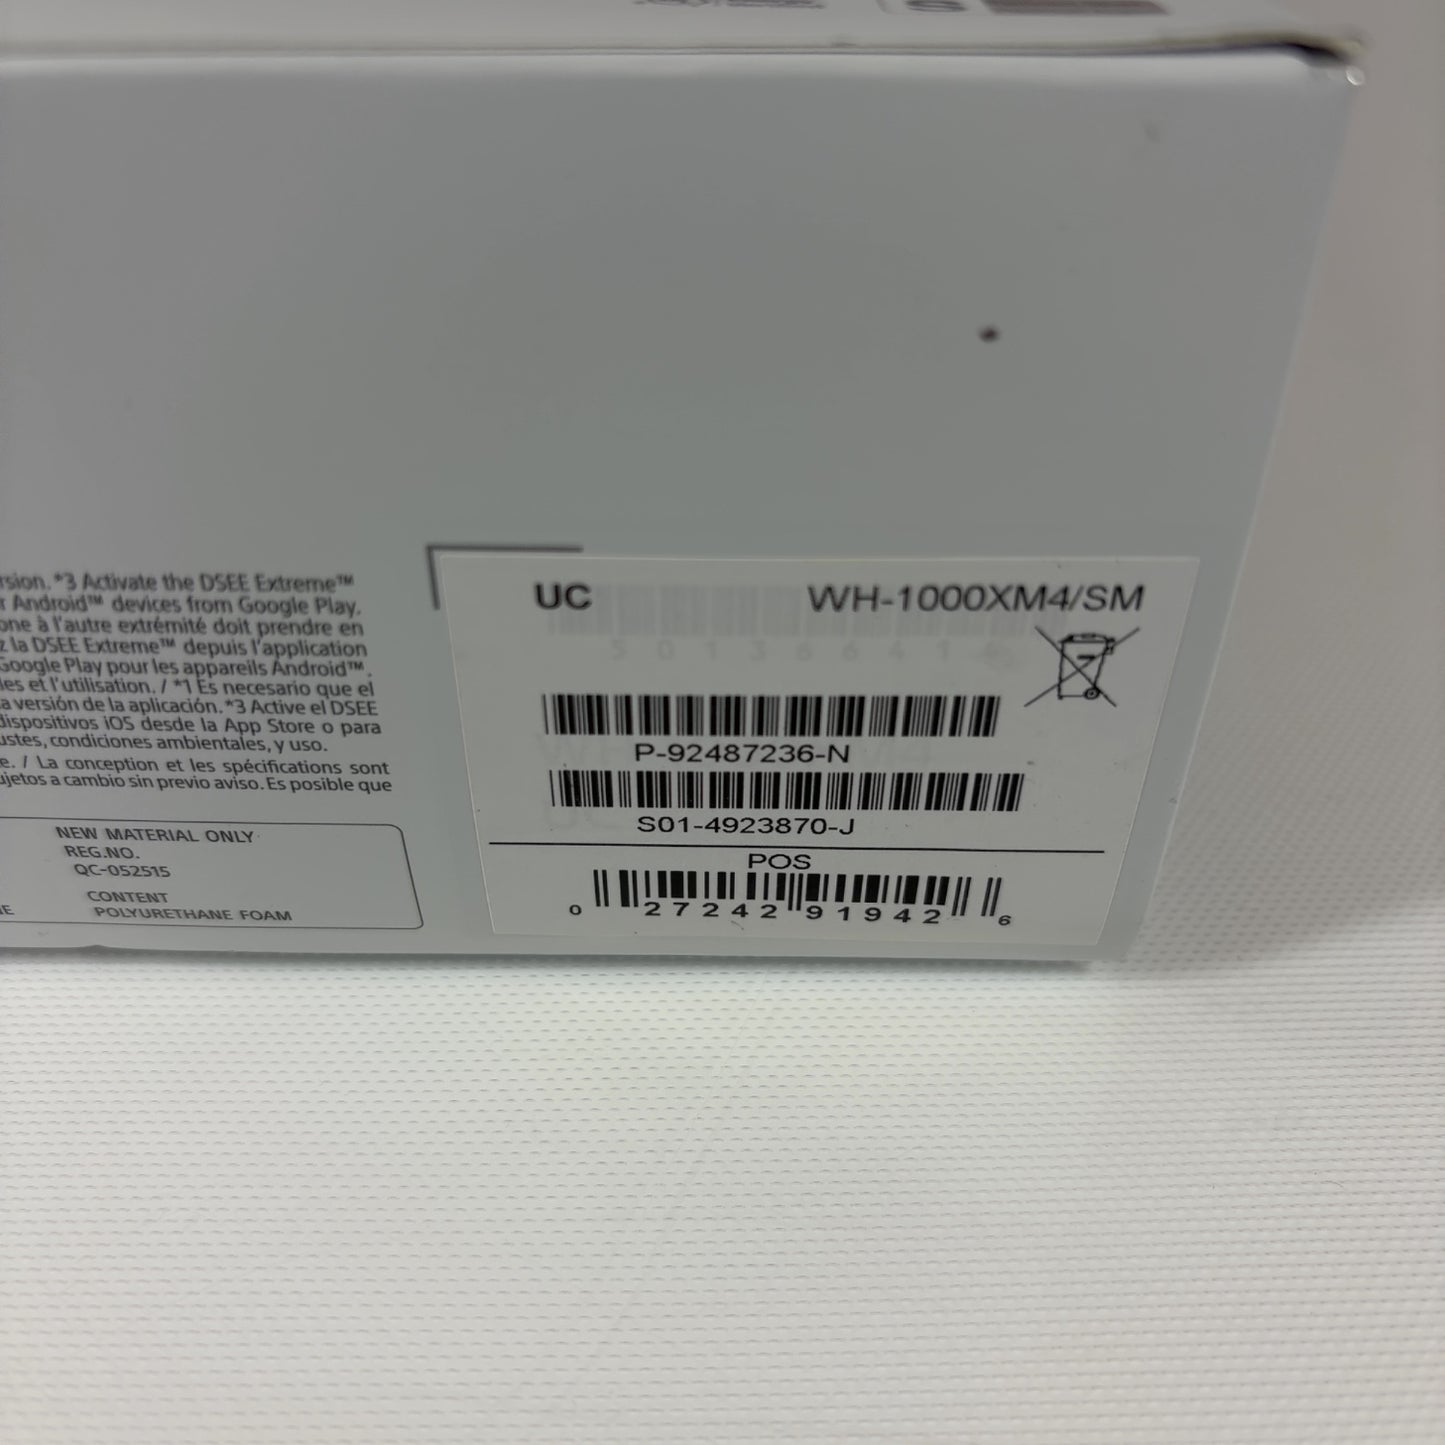 rsion. *3 Activate the DSEE Extreme™
r Android™ devices from Google Play.
one à l'autre extrémité doit prendre en
z la DSEE Extreme™ depuis l'application
Google Play pour les appareils Android™.
les et l'utilisation. / *1 Es necesario que el
a versión de la aplicación. *3 Active el DSEE
dispositivos iOS desde la App Store o para
ustes, condiciones ambientales, y uso.
e. / La conception et les spécifications sont
ujetos a cambio sin previo aviso. Es posible que
NEW MATERIAL ONLY
REG.NO.
QC-052515
CONTENT
POLYURETHANE FOAM
UC WH-1000XM4/SM
P-92487236-N
S01-4923870-J
POS
0 27242 91942 6